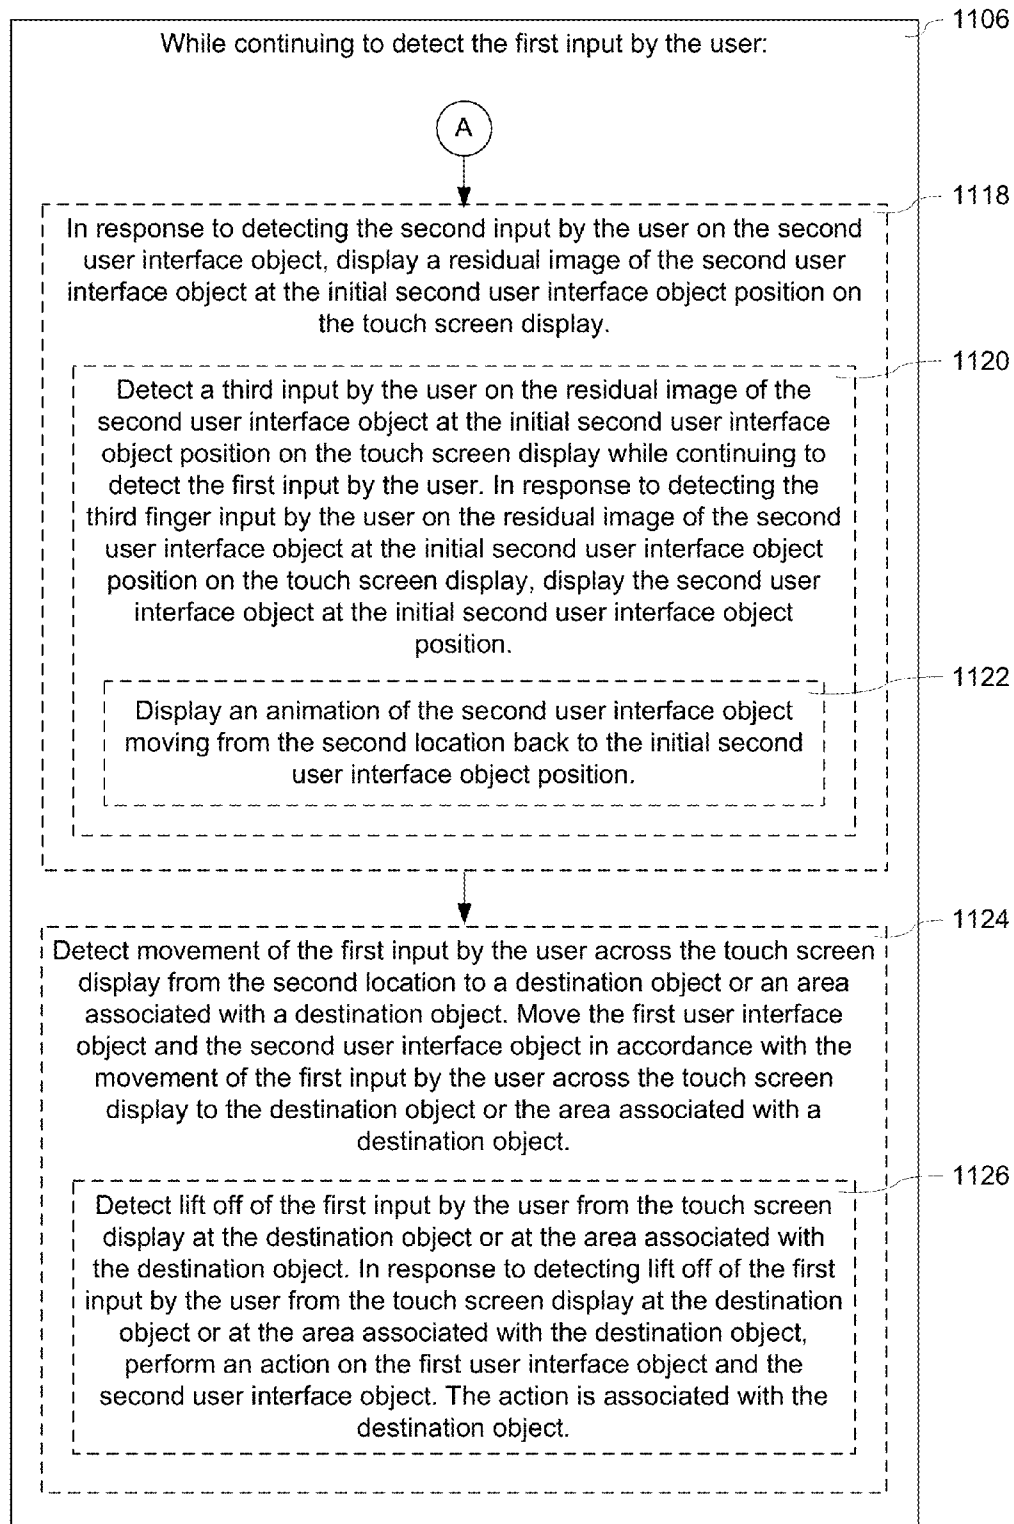 1106
While continuing to detect the first input by the user:
A
1118
In response to detecting the second input by the user on the second
user interface object, display a residual image of the second user
interface object at the initial second user interface object position on
the touch screen display.
1120
Detect a third input by the user on the residual image of the
second user interface object at the initial second user interface
object position on the touch screen display while continuing to
detect the first input by the user. In response to detecting the
third finger input by the user on the residual image of the second
user interface object at the initial second user interface object
position on the touch screen display, display the second user
interface object at the initial second user interface object
position.
1122
Display an animation of the second user interface object
moving from the second location back to the initial second
user interface object position.
1124
Detect movement of the first input by the user across the touch screen
display from the second location to a destination object or an area
associated with a destination object. Move the first user interface
object and the second user interface object in accordance with the
movement of the first input by the user across the touch screen
display to the destination object or the area associated with a
destination object.
1126
Detect lift off of the first input by the user from the touch screen
display at the destination object or at the area associated with
the destination object. In response to detecting lift off of the first
input by the user from the touch screen display at the destination
object or at the area associated with the destination object,
perform an action on the first user interface object and the
second user interface object. The action is associated with the
destination object.